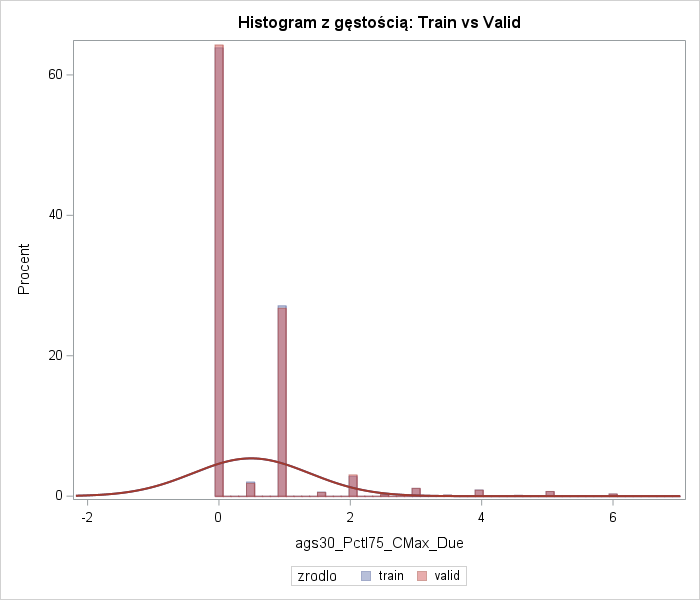 Histogram z gęstością: Train vs Valid
60
40
20
0
Procent
-2 0 2 4 6
ags30_Pctl75_CMax_Due
zrodlo train valid